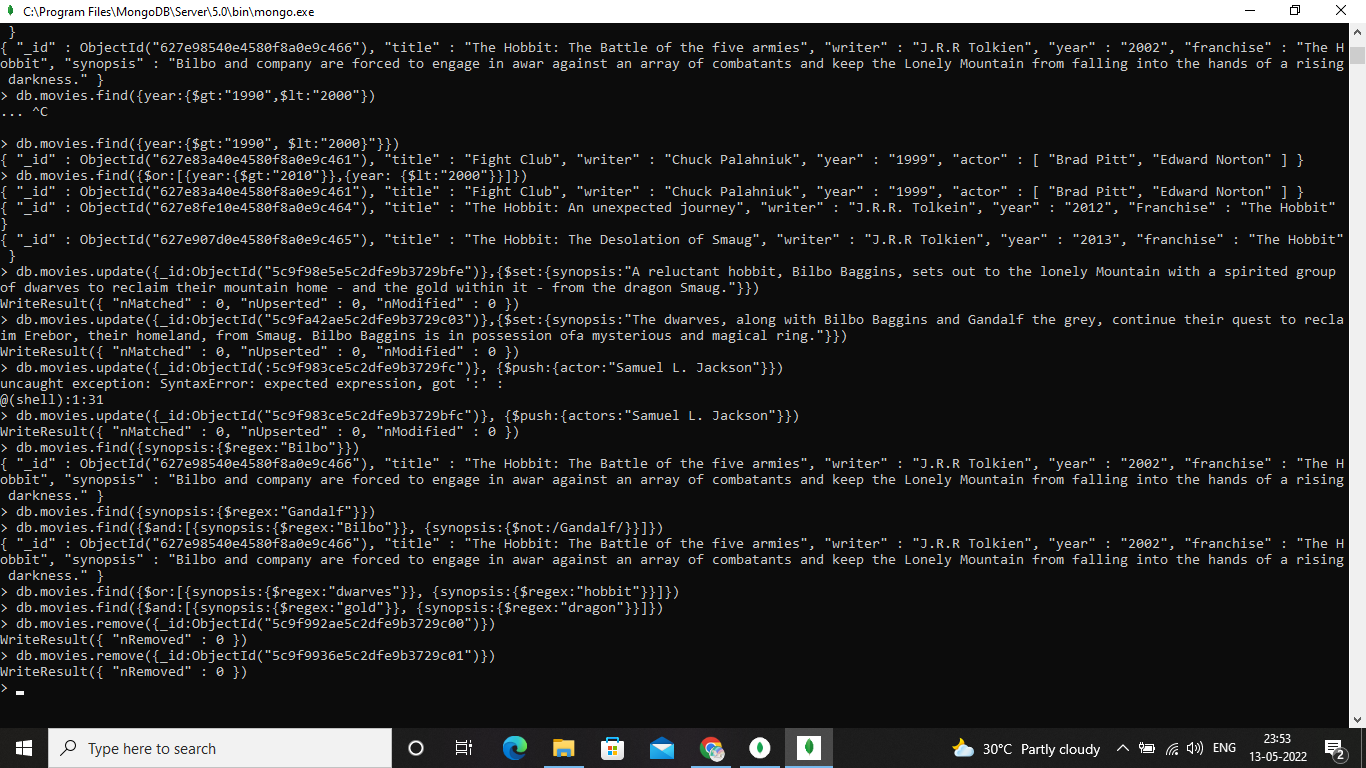 C:\Program Files\MongoDB\Server\5.0\bin\mongo.exe
 }
{ "_id" : ObjectId("627e98540e4580f8a0e9c466"), "title" : "The Hobbit: The Battle of the five armies", "writer" : "J.R.R Tolkien", "year" : "2002", "franchise" : "The H
obbit", "synopsis" : "Bilbo and company are forced to engage in awar against an array of combatants and keep the Lonely Mountain from falling into the hands of a rising
 darkness." }
> db.movies.find({year:{$gt:"1990",$lt:"2000"})
... ^C

> db.movies.find({year:{$gt:"1990", $lt:"2000}"}})
{ "_id" : ObjectId("627e83a40e4580f8a0e9c461"), "title" : "Fight Club", "writer" : "Chuck Palahniuk", "year" : "1999", "actor" : [ "Brad Pitt", "Edward Norton" ] }
> db.movies.find({$or:[{year:{$gt:"2010"}},{year: {$lt:"2000"}}]})
{ "_id" : ObjectId("627e83a40e4580f8a0e9c461"), "title" : "Fight Club", "writer" : "Chuck Palahniuk", "year" : "1999", "actor" : [ "Brad Pitt", "Edward Norton" ] }
{ "_id" : ObjectId("627e8fe10e4580f8a0e9c464"), "title" : "The Hobbit: An unexpected journey", "writer" : "J.R.R. Tolkein", "year" : "2012", "Franchise" : "The Hobbit"
}
{ "_id" : ObjectId("627e907d0e4580f8a0e9c465"), "title" : "The Hobbit: The Desolation of Smaug", "writer" : "J.R.R Tolkien", "year" : "2013", "franchise" : "The Hobbit"
 }
> db.movies.update({_id:ObjectId("5c9f98e5e5c2dfe9b3729bfe")},{$set:{synopsis:"A reluctant hobbit, Bilbo Baggins, sets out to the lonely Mountain with a spirited group
of dwarves to reclaim their mountain home - and the gold within it - from the dragon Smaug."}})
WriteResult({ "nMatched" : 0, "nUpserted" : 0, "nModified" : 0 })
> db.movies.update({_id:ObjectId("5c9fa42ae5c2dfe9b3729c03")},{$set:{synopsis:"The dwarves, along with Bilbo Baggins and Gandalf the grey, continue their quest to recla
im Erebor, their homeland, from Smaug. Bilbo Baggins is in possession ofa mysterious and magical ring."}})
WriteResult({ "nMatched" : 0, "nUpserted" : 0, "nModified" : 0 })
> db.movies.update({_id:ObjectId(:5c9f983ce5c2dfe9b3729fc")}, {$push:{actor:"Samuel L. Jackson"}})
uncaught exception: SyntaxError: expected expression, got ':' :
@(shell):1:31
> db.movies.update({_id:ObjectId("5c9f983ce5c2dfe9b3729bfc")}, {$push:{actors:"Samuel L. Jackson"}})
WriteResult({ "nMatched" : 0, "nUpserted" : 0, "nModified" : 0 })
> db.movies.find({synopsis:{$regex:"Bilbo"}})
{ "_id" : ObjectId("627e98540e4580f8a0e9c466"), "title" : "The Hobbit: The Battle of the five armies", "writer" : "J.R.R Tolkien", "year" : "2002", "franchise" : "The H
obbit", "synopsis" : "Bilbo and company are forced to engage in awar against an array of combatants and keep the Lonely Mountain from falling into the hands of a rising
 darkness." }
> db.movies.find({synopsis:{$regex:"Gandalf"}})
> db.movies.find({$and:[{synopsis:{$regex:"Bilbo"}}, {synopsis:{$not:/Gandalf/}}]})
{ "_id" : ObjectId("627e98540e4580f8a0e9c466"), "title" : "The Hobbit: The Battle of the five armies", "writer" : "J.R.R Tolkien", "year" : "2002", "franchise" : "The H
obbit", "synopsis" : "Bilbo and company are forced to engage in awar against an array of combatants and keep the Lonely Mountain from falling into the hands of a rising
 darkness." }
> db.movies.find({$or:[{synopsis:{$regex:"dwarves"}}, {synopsis:{$regex:"hobbit"}}]})
> db.movies.find({$and:[{synopsis:{$regex:"gold"}}, {synopsis:{$regex:"dragon"}}]})
> db.movies.remove({_id:ObjectId("5c9f992ae5c2dfe9b3729c00")})
WriteResult({ "nRemoved" : 0 })
> db.movies.remove({_id:ObjectId("5c9f9936e5c2dfe9b3729c01")})
WriteResult({ "nRemoved" : 0 })
>
Type here to search
30°C Partly cloudy
ENG
23:53
13-05-2022
2